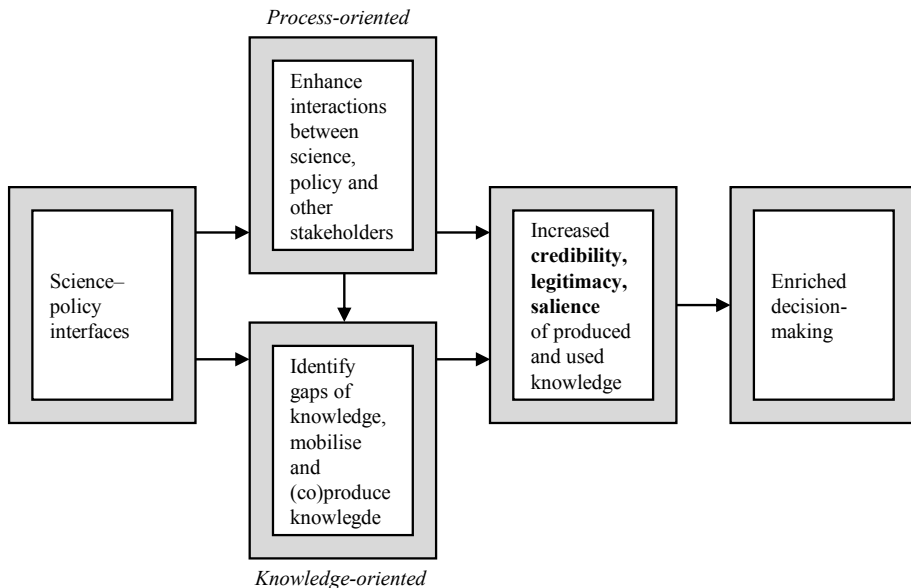 Process-oriented
Enhance
interactions
between
science,
policy and
other
stakeholders
Science–
policy
interfaces
Increased
credibility,
legitimacy,
salience
of produced
and used
knowledge
Enriched
decision-
making
Identify
gaps of
knowledge,
mobilise
and
(co)produce
knowlegde
Knowledge-oriented